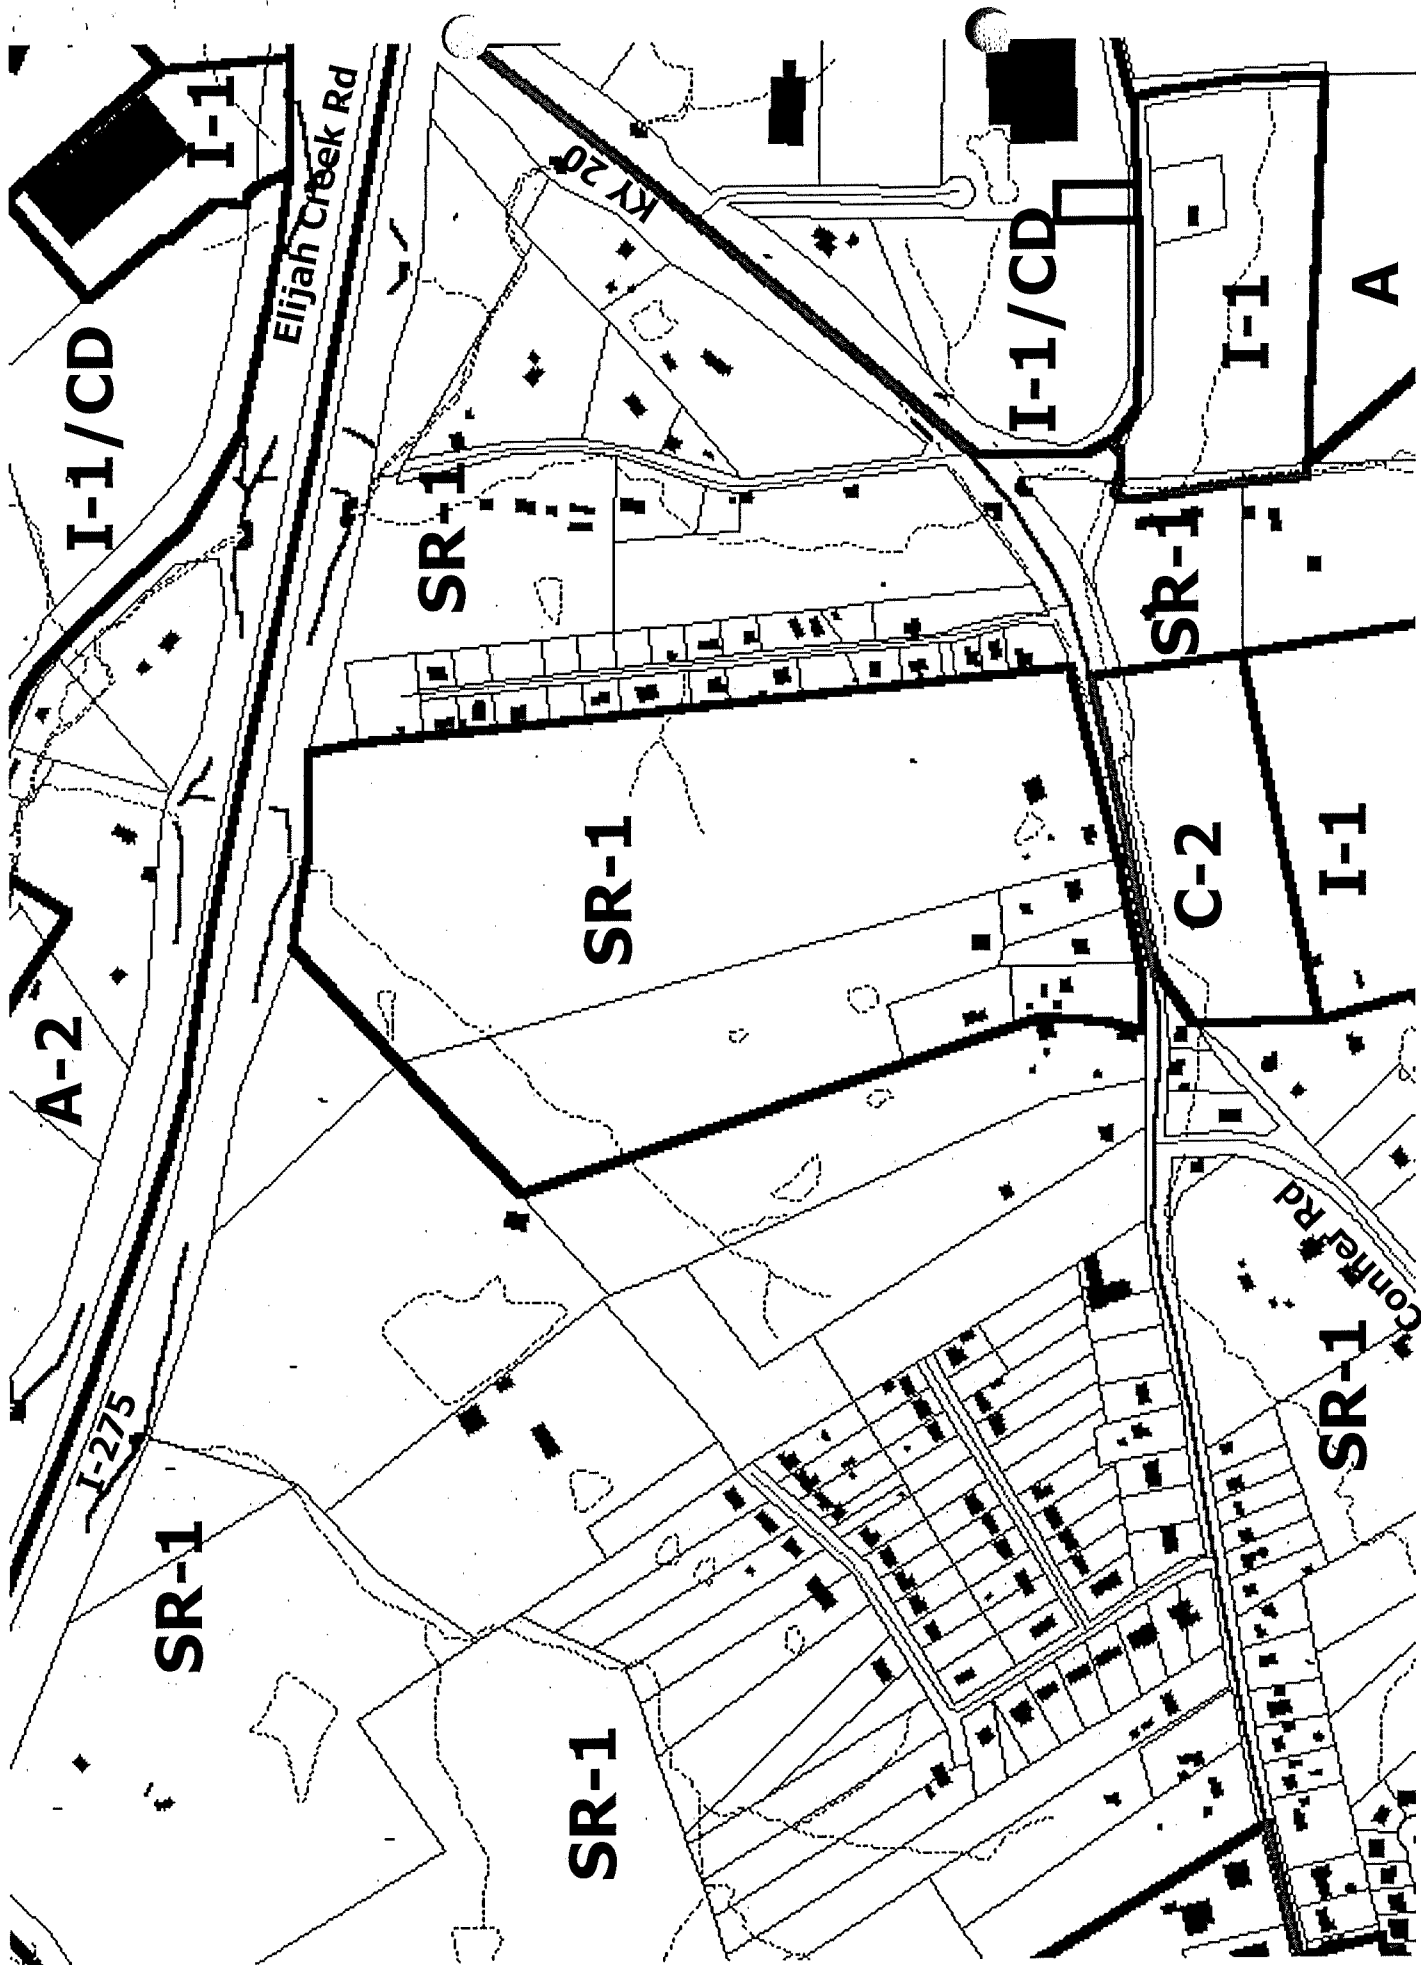 I-1
Elijah Creek Rd
KY 20
I-1/CD
I-1/CD
I-1
A
SR-1
SR-1
SR-1
C-2
I-1
A-2
Conner Rd
I-275
SR-1
SR-1
SR-1